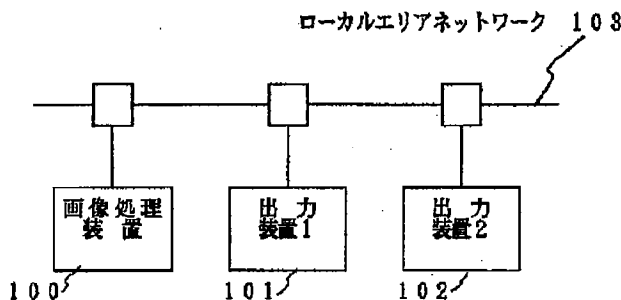 ローカルエリアネットワーク 103
画像処理
装置
出力
装置1
出力
装置2
100
101
102